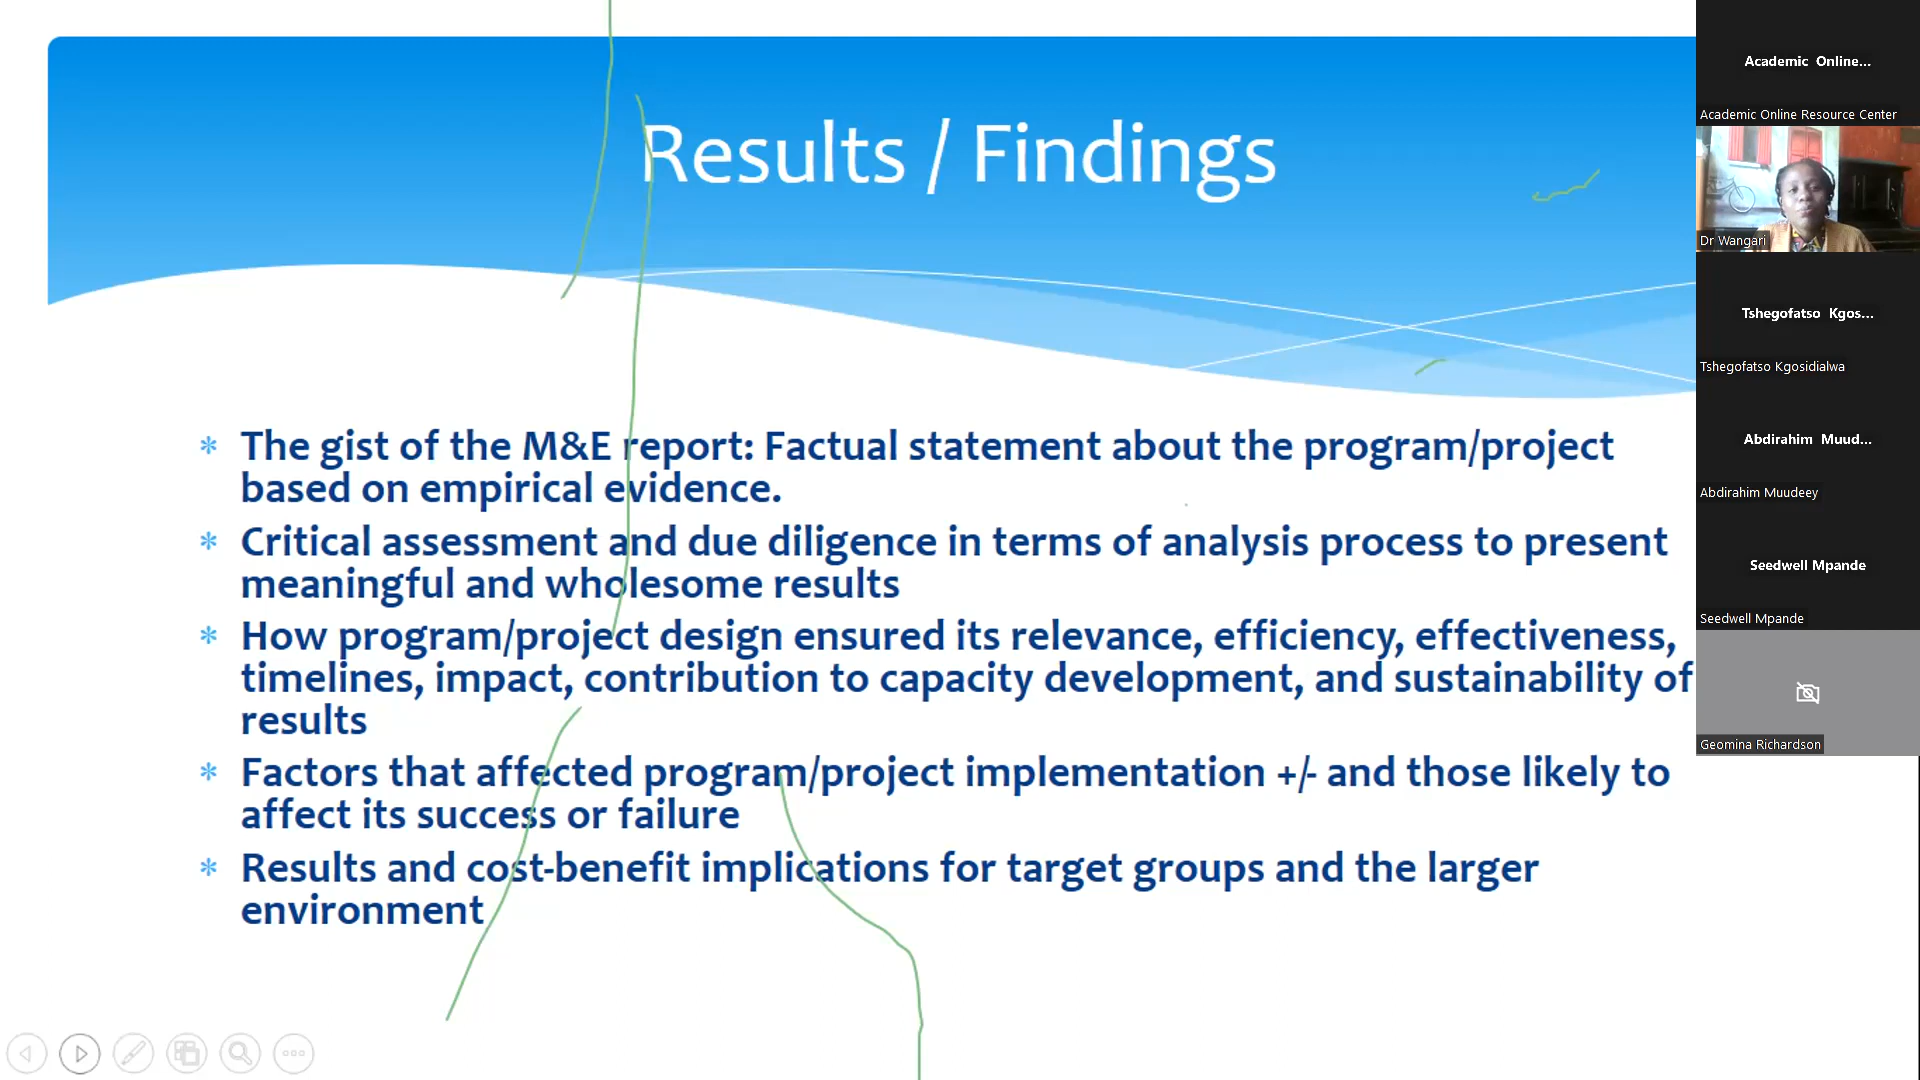 Results / Findings
* The gist of the M&E report: Factual statement about the program/project
based on empirical evidence.
* Critical assessment and due diligence in terms of analysis process to present
meaningful and wholesome results
* How program/project design ensured its relevance, efficiency, effectiveness,
timelines, impact, contribution to capacity development, and sustainability of
results
* Factors that affected program/project implementation +/- and those likely to
affect its success or failure
* Results and cost-benefit implications for target groups and the larger
environment
Academic Online...
Academic Online Resource Center
Dr Wangari
Tshegofatso Kgos...
Tshegofatso Kgosidialwa
Abdirahim Muud...
Abdirahim Muudeey
Seedwell Mpande
Seedwell Mpande
Geomina Richardson